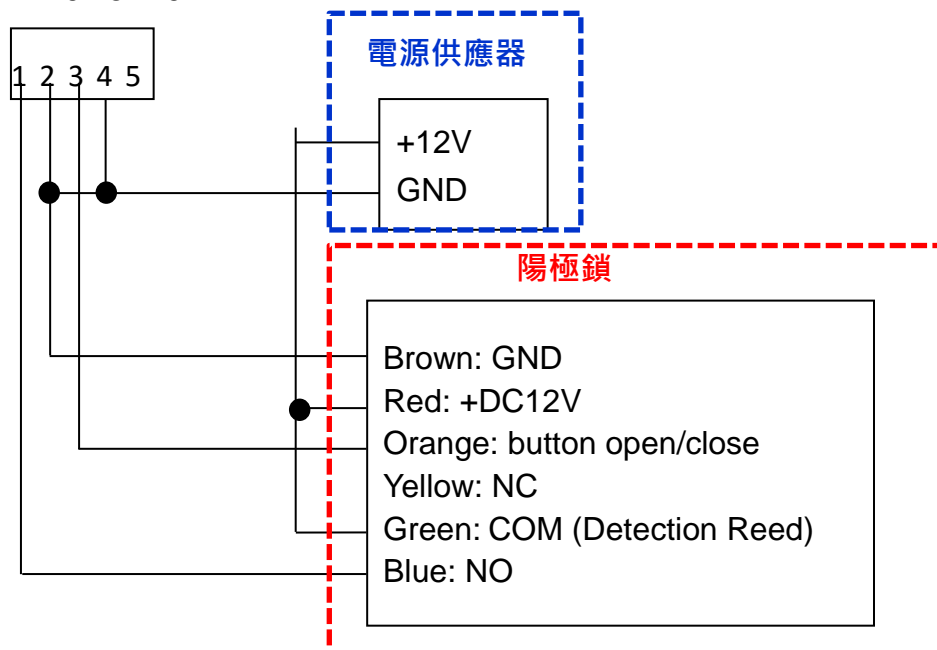 1 2 3 4 5
電源供應器
+12V
GND
陽極鎖
Brown: GND
Red: +DC12V
Orange: button open/close
Yellow: NC
Green: COM (Detection Reed)
Blue: NO